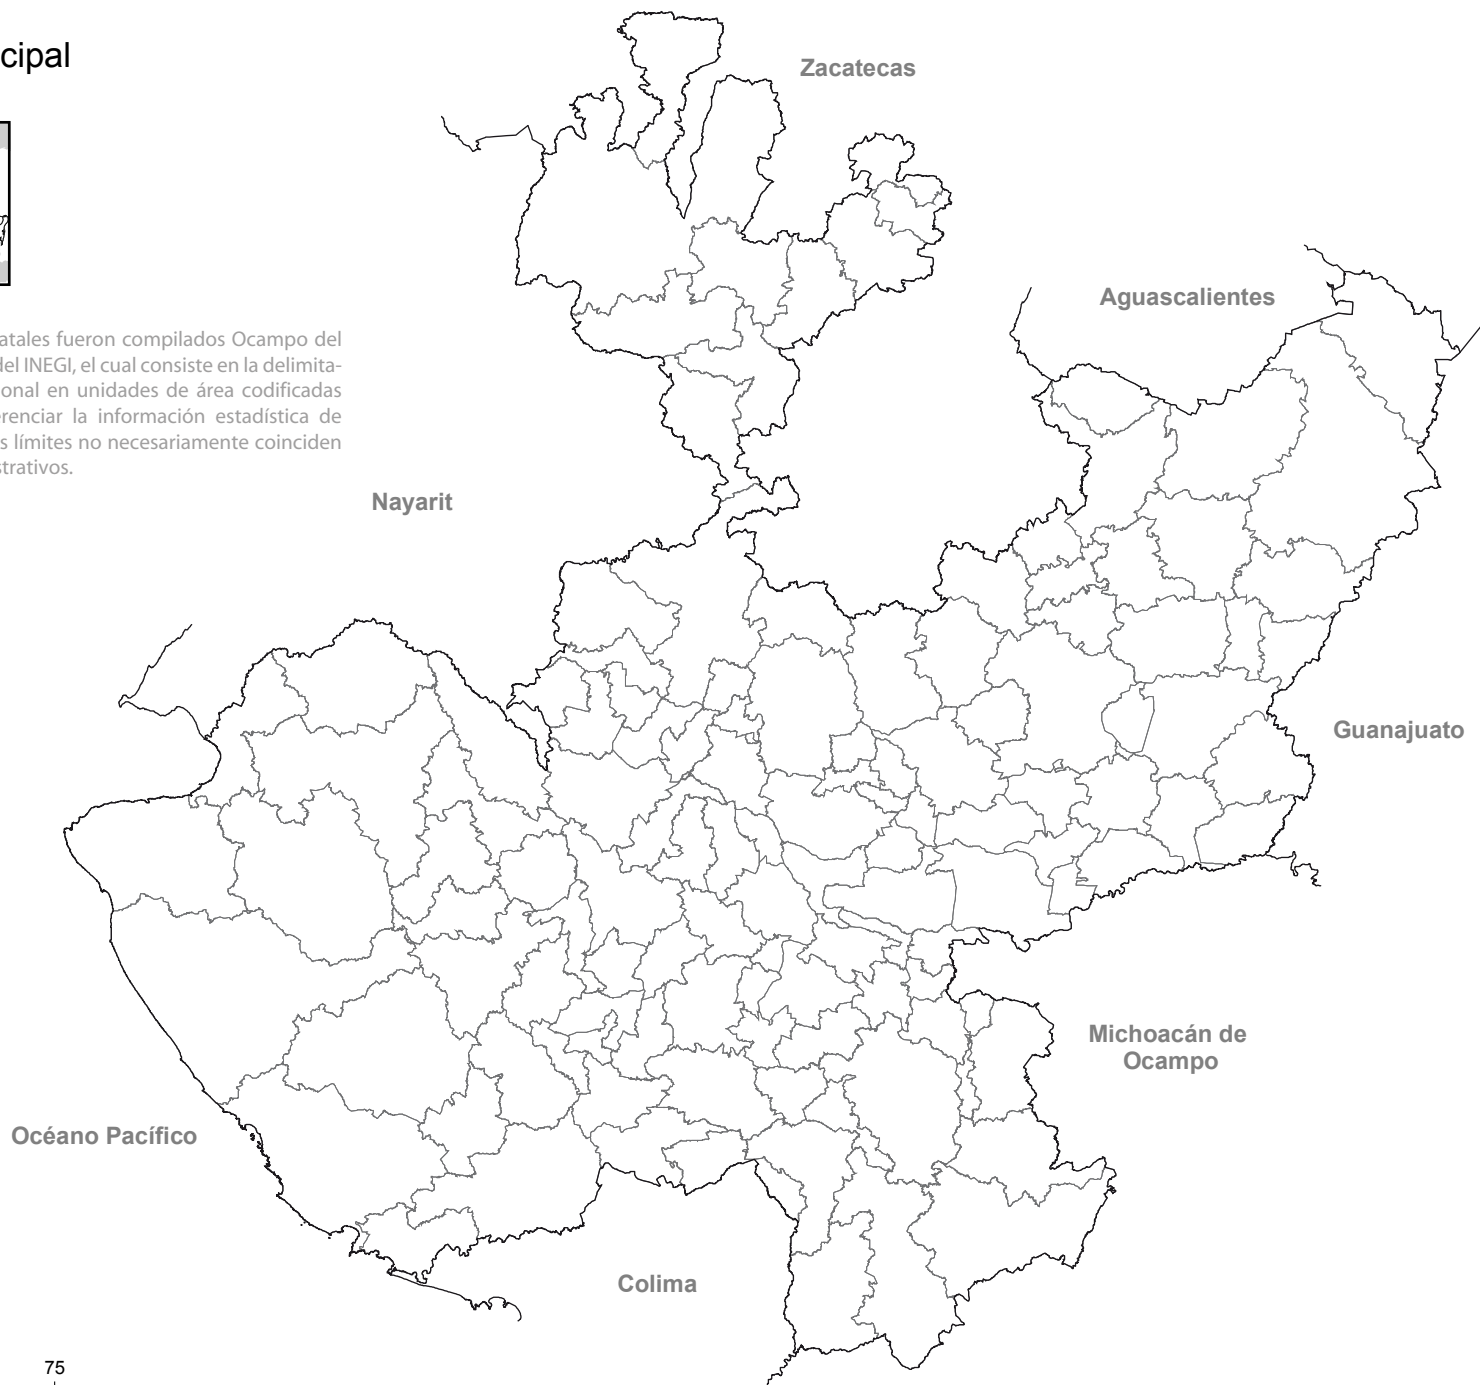 cipal
Zacatecas
Aguascalientes
atales fueron compilados Ocampo del
del INEGI, el cual consiste en la delimita-
onal en unidades de área codificadas
erenciar la información estadística de
s límites no necesariamente coinciden
strativos.
Nayarit
Guanajuato
Michoacán de
Ocampo
Océano Pacífico
Colima
75